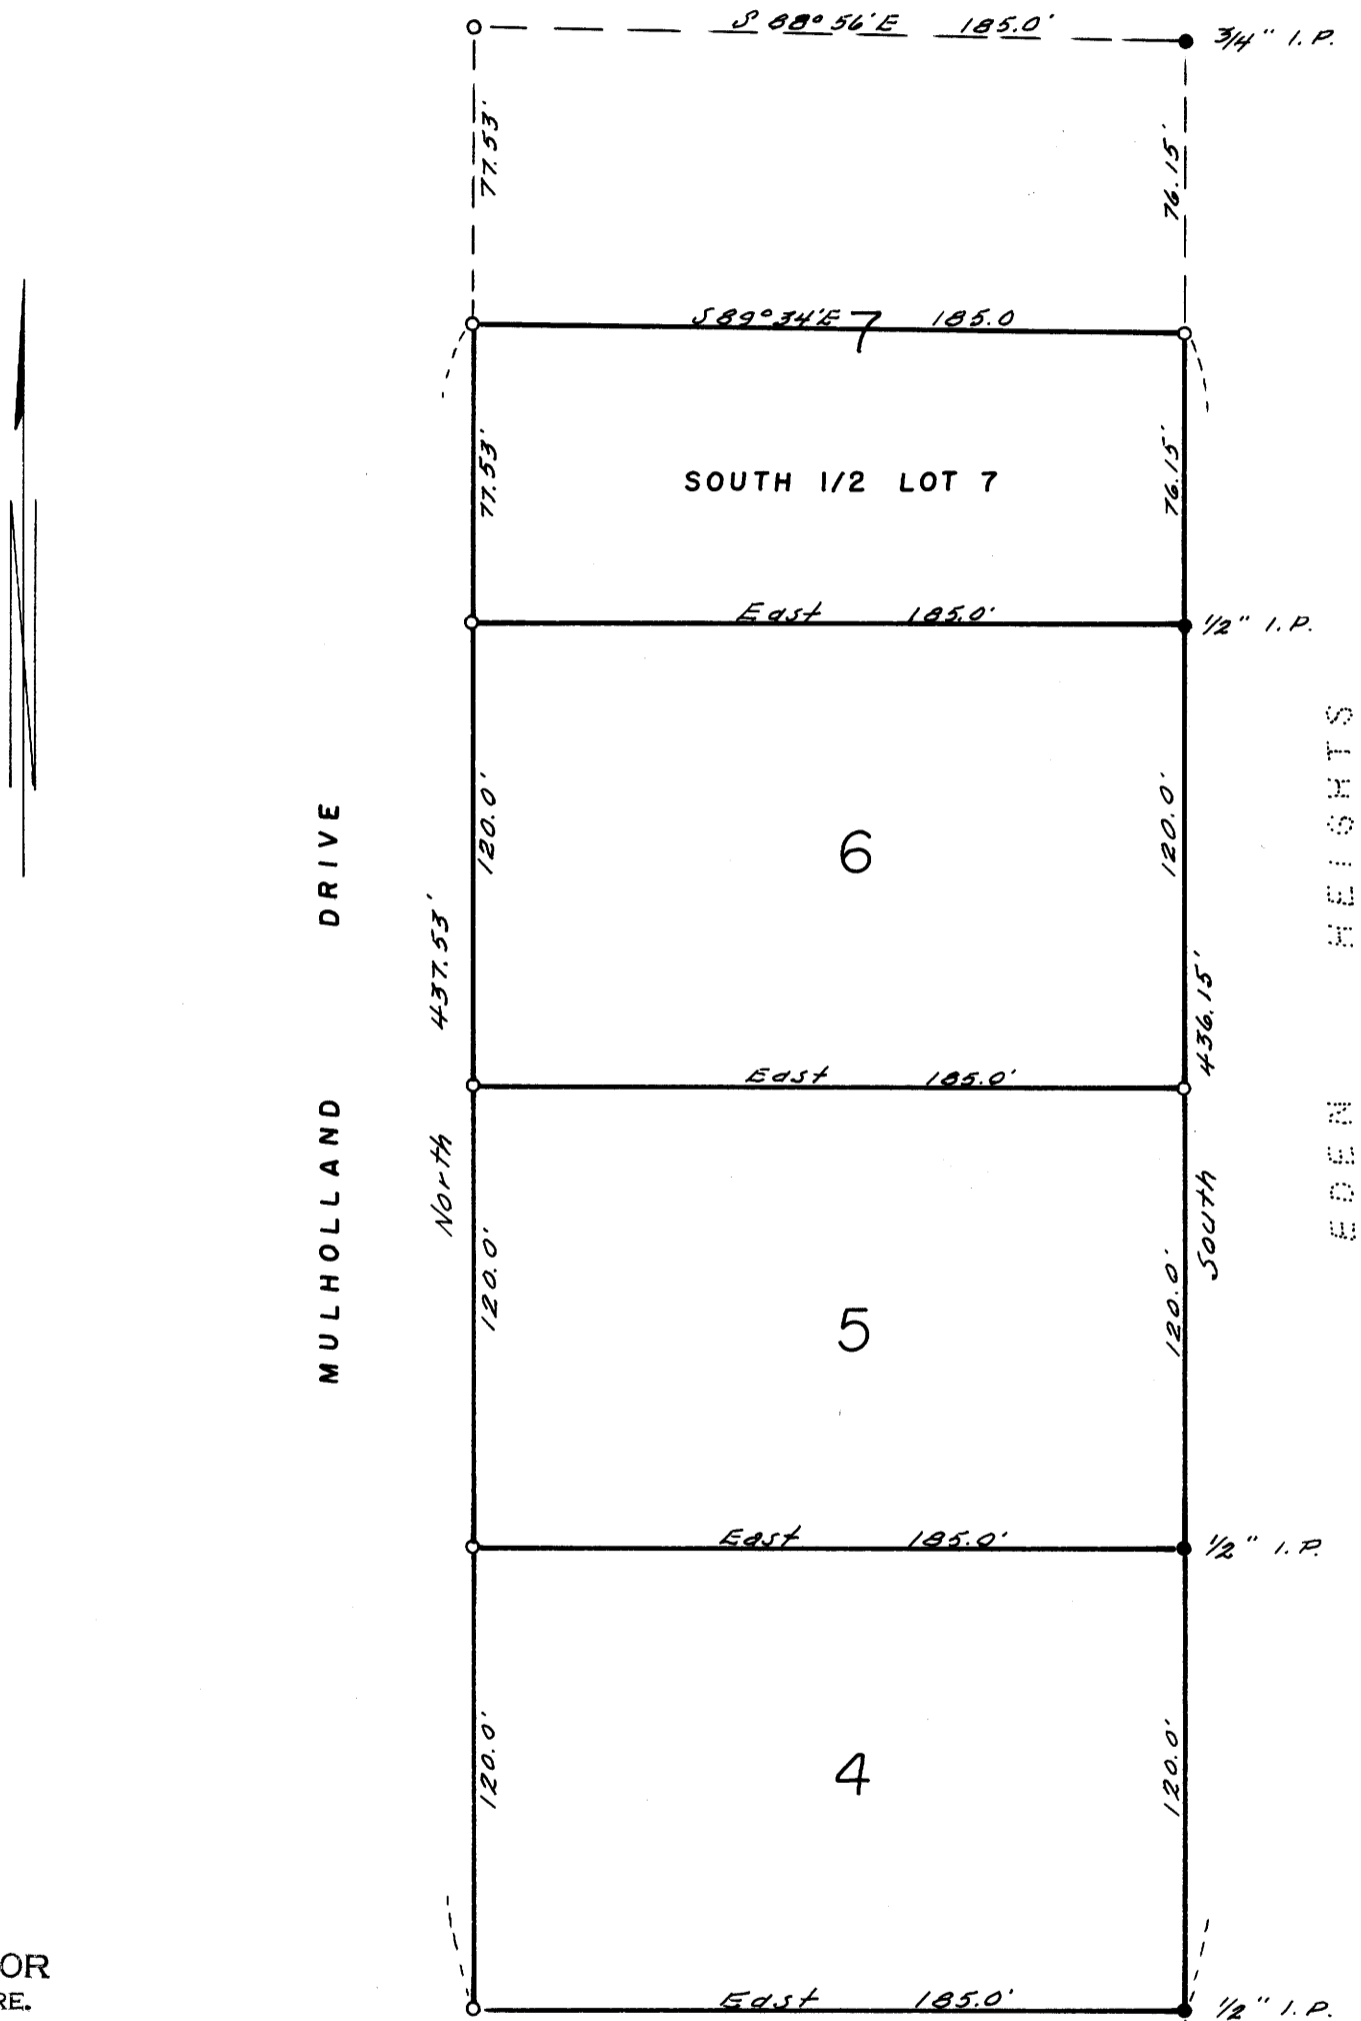 S 88° 56' E 185.0'
3/4" I.P.
77.53'
76.15'
S 89° 34' E 185.0
7
77.53'
SOUTH 1/2 LOT 7
76.15'
East 185.0'
1/2" I.P.
120.0'
6
120.0'
MULHOLLAND DRIVE
North 437.53'
South 436.15'
EDEN HEIGHTS
East 185.0'
120.0'
5
120.0'
East 185.0'
1/2" I.P.
120.0'
4
120.0'
East 185.0'
1/2" I.P.
OR
RE.
N